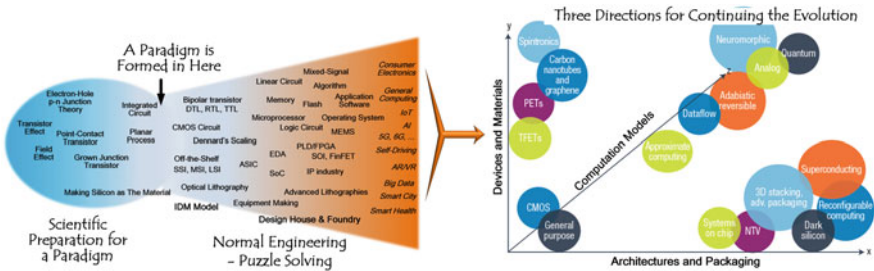 A Paradigm is
Formed in Here
Electron-Hole
p-n Junction
Theory
Transistor
Effect
Point-Contact
Transistor
Field
Effect
Grown Junction
Transistor
Making Silicon as The Material
Integrated
Circuit
Planar
Process
Bipolar transistor
DTL, RTL, TTL
CMOS Circuit
Dennard's Scaling
Off-the-Shelf
SSI, MSI, LSI
Optical Lithography
IDM Model
Linear Circuit
Memory
Microprocessor
Logic Circuit
EDA
ASIC
SoC
Equipment Making
Mixed-Signal
Algorithm
Flash
Application
Software
Operating System
MEMS
PLD/FPGA
SOI, FinFET
IP industry
Advanced Lithographies
Design House & Foundry
Consumer
Electronics
General
Computing
IoT
AI
5G, 6G, ...
Self-Driving
AR/VR
Big Data
Smart City
Smart Health
Scientific
Preparation for
a Paradigm
Normal Engineering
- Puzzle Solving
Three Directions for Continuing the Evolution
y
Devices and Materials
Spintronics
Carbon
nanotubes and
graphene
PETs
TFETs
CMOS
General
purpose
Computation Models
z
Neuromorphic
Quantum
Analog
Adabiatic
reversible
Dataflow
Approximate
computing
Superconducting
3D stacking,
adv. packaging
Reconfigurable
computing
Systems
on chip
NTV
Dark
silicon
Architectures and Packaging
x